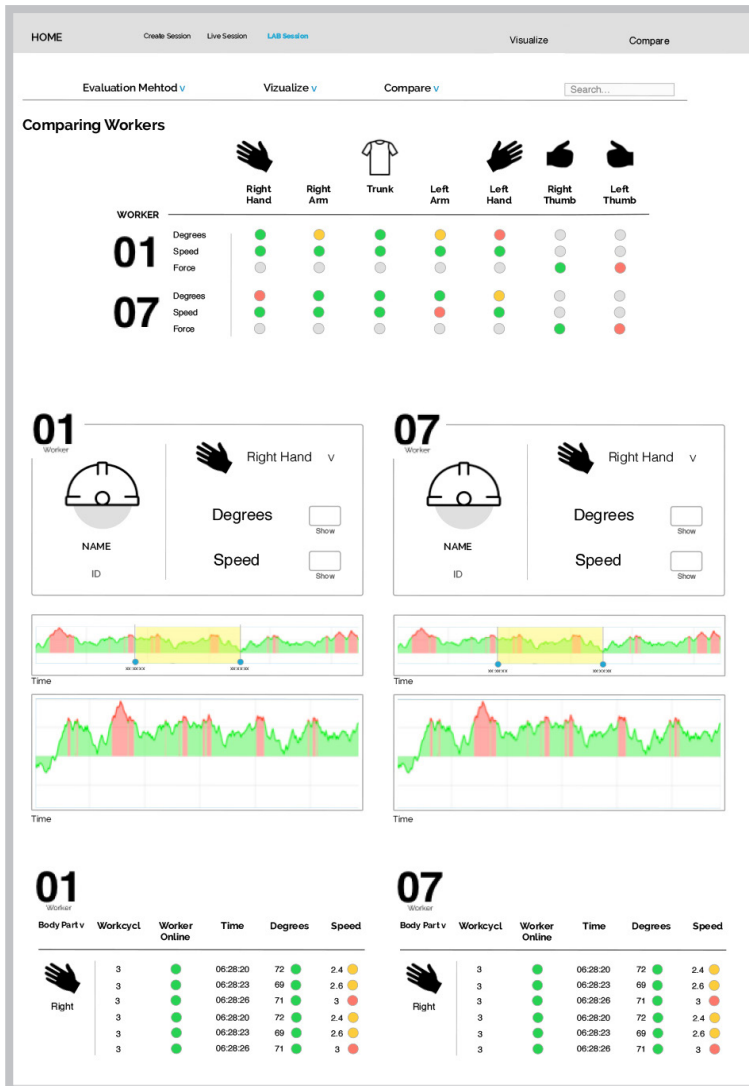 HOME Create Session Live Session LAB Session Visualize Compare
Evaluation Mehtod v Vizualize v Compare v Search...
Comparing Workers
Right Hand Right Arm Trunk Left Arm Left Hand Right Thumb Left Thumb
WORKER
01
Degrees
Speed
Force
07
Degrees
Speed
Force
01
Worker
Right Hand v
Degrees
Show
Speed
Show
NAME
ID
07
Worker
Right Hand v
Degrees
Show
Speed
Show
NAME
ID
Time
Time
Time
Time
01
Worker
Body Part v Workcycl Worker Online Time Degrees Speed
Right
3 06:28:20 72 2.4
3 06:28:23 69 2.6
3 06:28:26 71 3
3 06:28:20 72 2.4
3 06:28:23 69 2.6
3 06:28:26 71 3
07
Worker
Body Part v Workcycl Worker Online Time Degrees Speed
Right
3 06:28:20 72 2.4
3 06:28:23 69 2.6
3 06:28:26 71 3
3 06:28:20 72 2.4
3 06:28:23 69 2.6
3 06:28:26 71 3